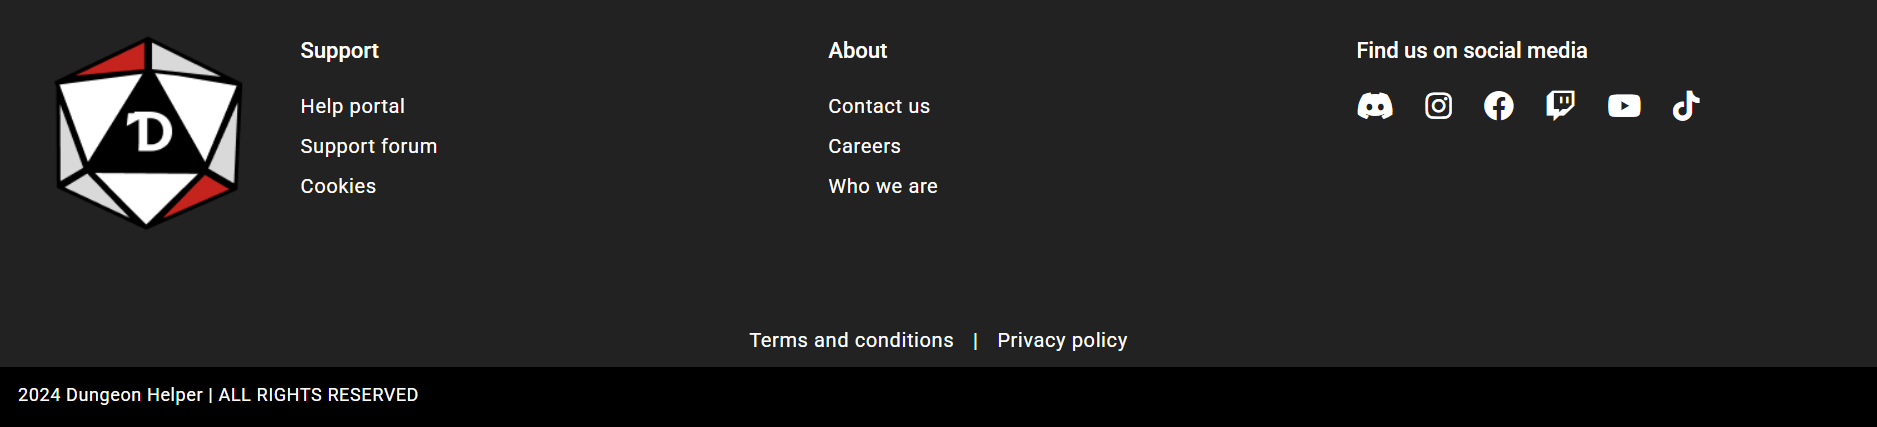 D
Support
Help portal
Support forum
Cookies
About
Contact us
Careers
Who we are
Find us on social media
Terms and conditions | Privacy policy
2024 Dungeon Helper | ALL RIGHTS RESERVED